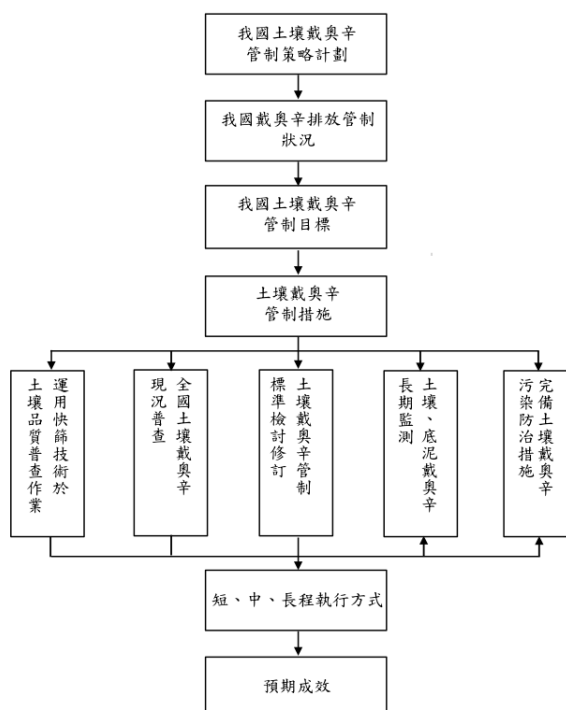 我國土壤戴奧辛
管制策略計劃
我國戴奧辛排放管制
狀況
我國土壤戴奧辛
管制目標
土壤戴奧辛
管制措施
運用快篩技術於
土壤品質普查作業
全國土壤戴奧辛
現況普查
土壤戴奧辛管制
標準檢討修訂
土壤、底泥戴奧辛
長期監測
完備土壤戴奧辛
污染防治措施
短、中、長程執行方式
預期成效